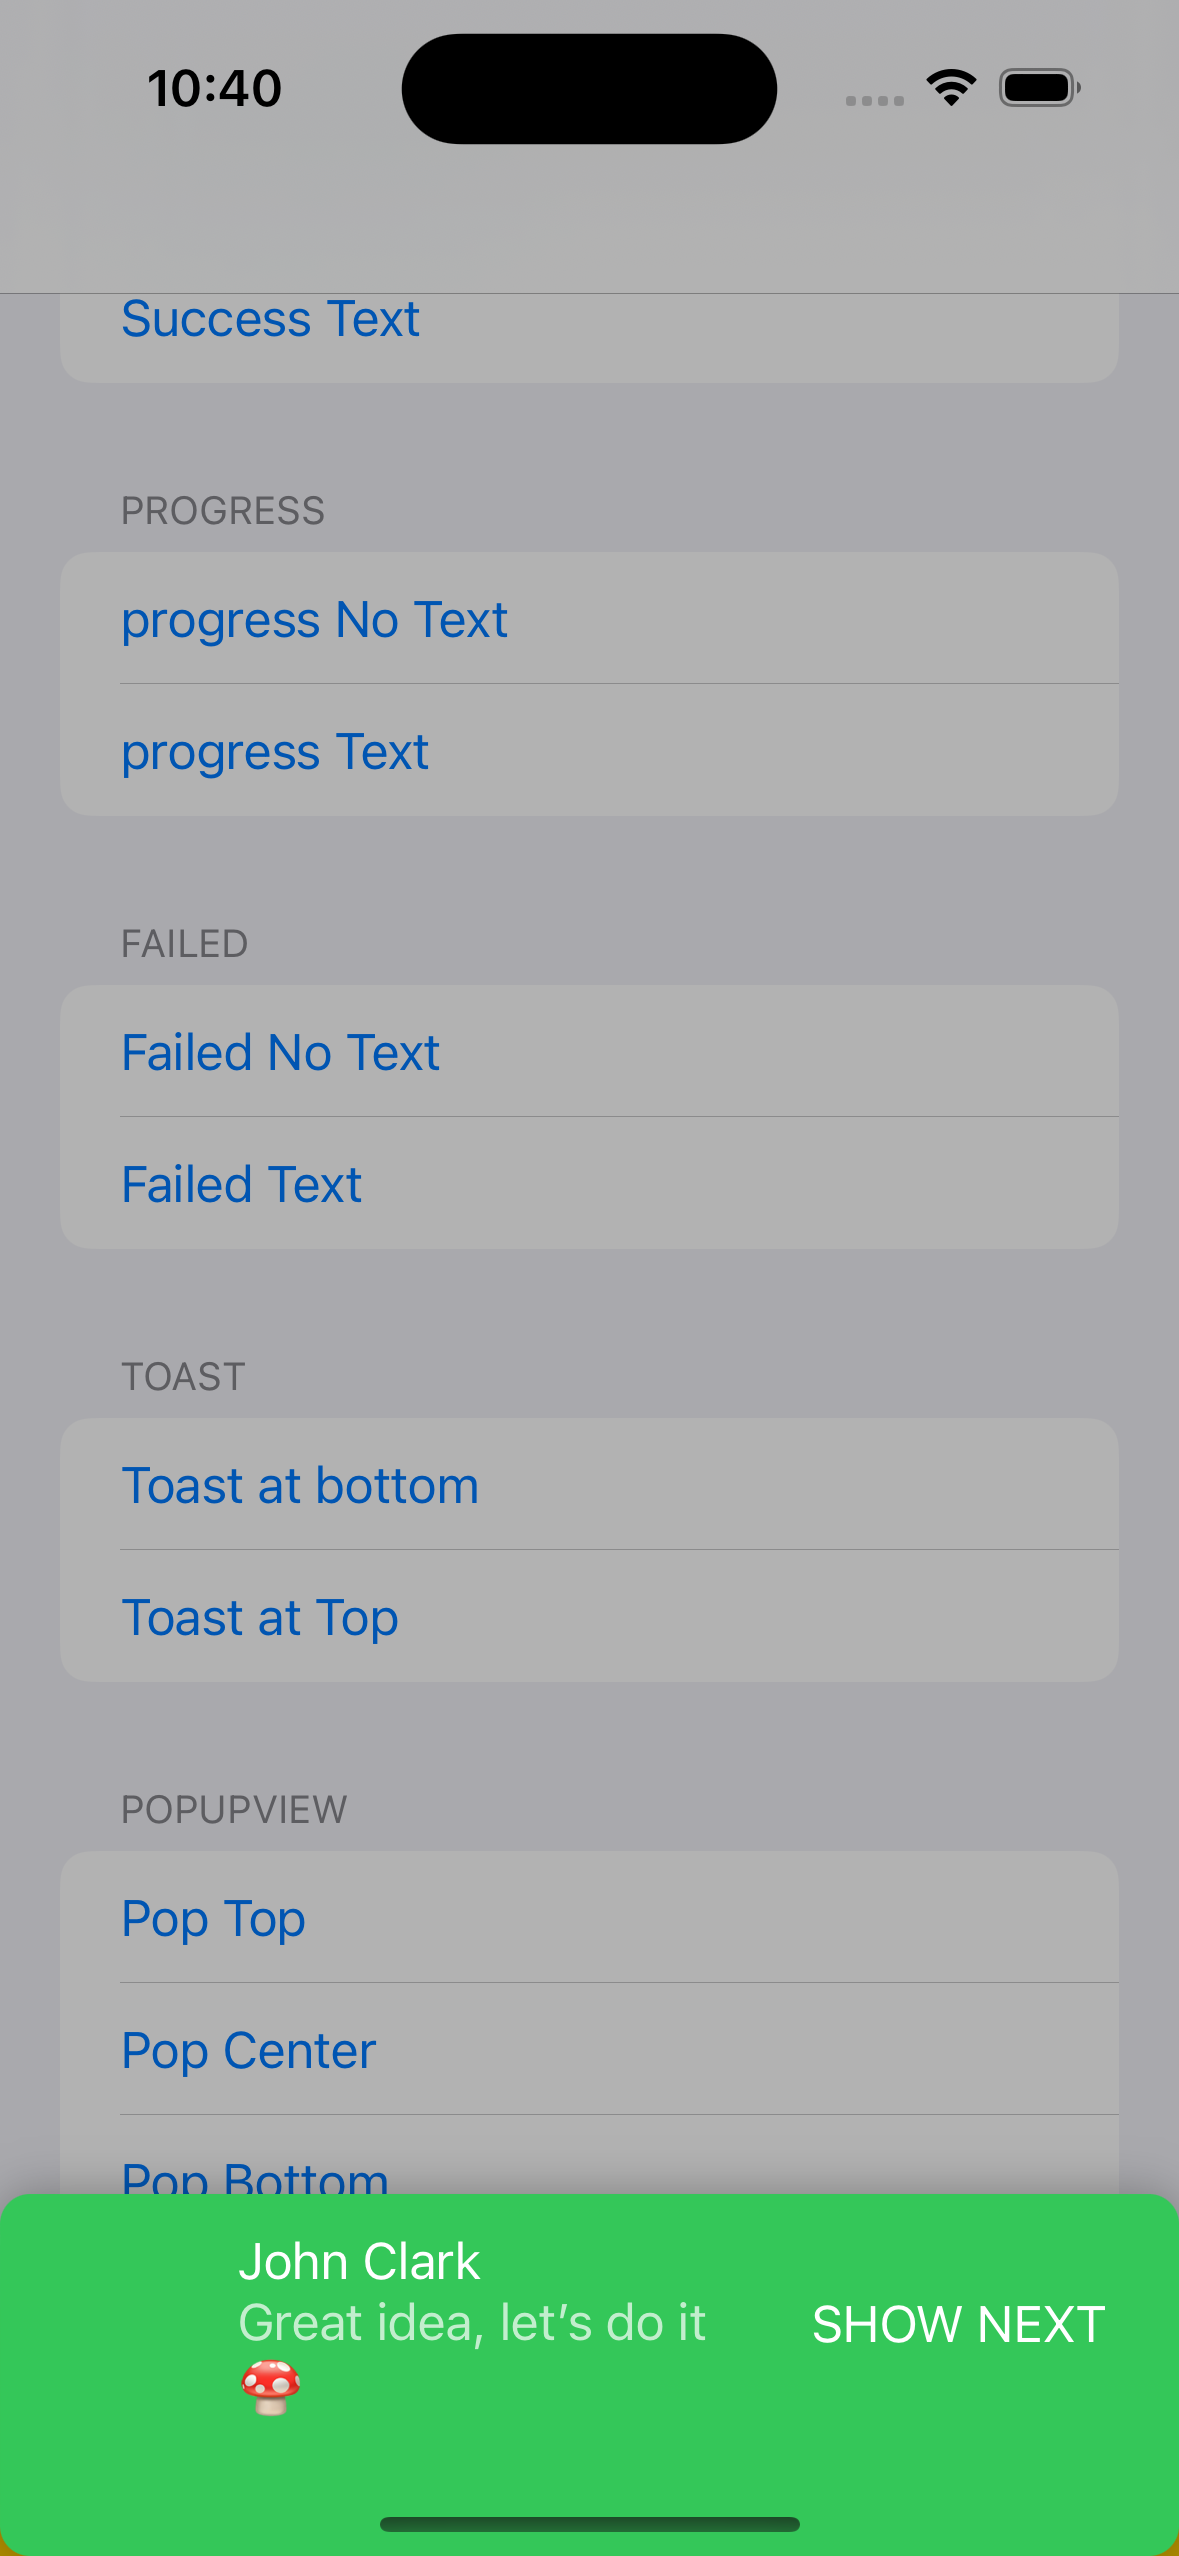 10:40
Success Text
PROGRESS
progress No Text
progress Text
FAILED
Failed No Text
Failed Text
TOAST
Toast at bottom
Toast at Top
POPUPVIEW
Pop Top
Pop Center
Pop Bottom
John Clark
Great idea, let’s do it
🍄
SHOW NEXT